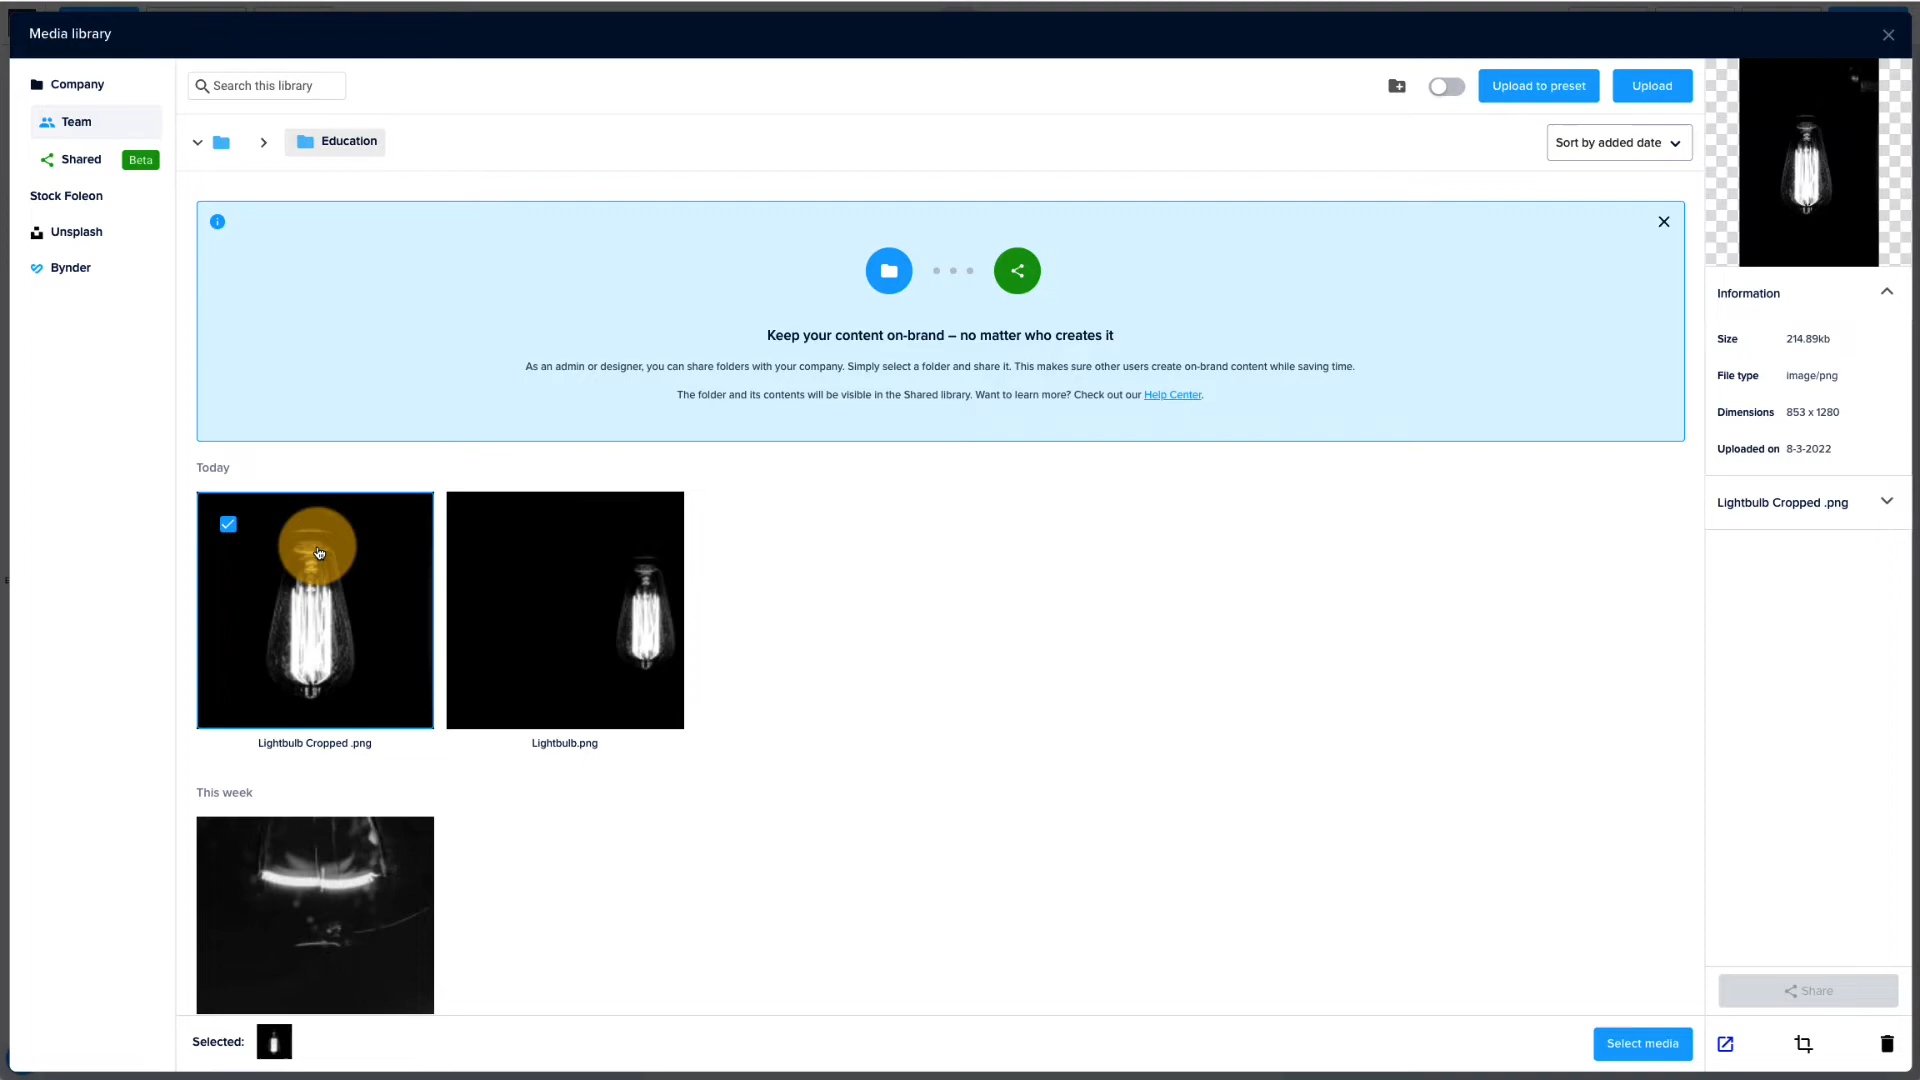 Media library
Company
Team
Shared Beta
Stock Foleon
Unsplash
Bynder
Search this library
Upload to preset
Upload
Education
Sort by added date
Keep your content on-brand – no matter who creates it
As an admin or designer, you can share folders with your company. Simply select a folder and share it. This makes sure other users create on-brand content while saving time.
The folder and its contents will be visible in the Shared library. Want to learn more? Check out our Help Center.
Today
Lightbulb Cropped .png
Lightbulb.png
This week
Selected:
Select media
Information
Size 214.89kb
File type image/png
Dimensions 853 x 1280
Uploaded on 8-3-2022
Lightbulb Cropped .png
Share